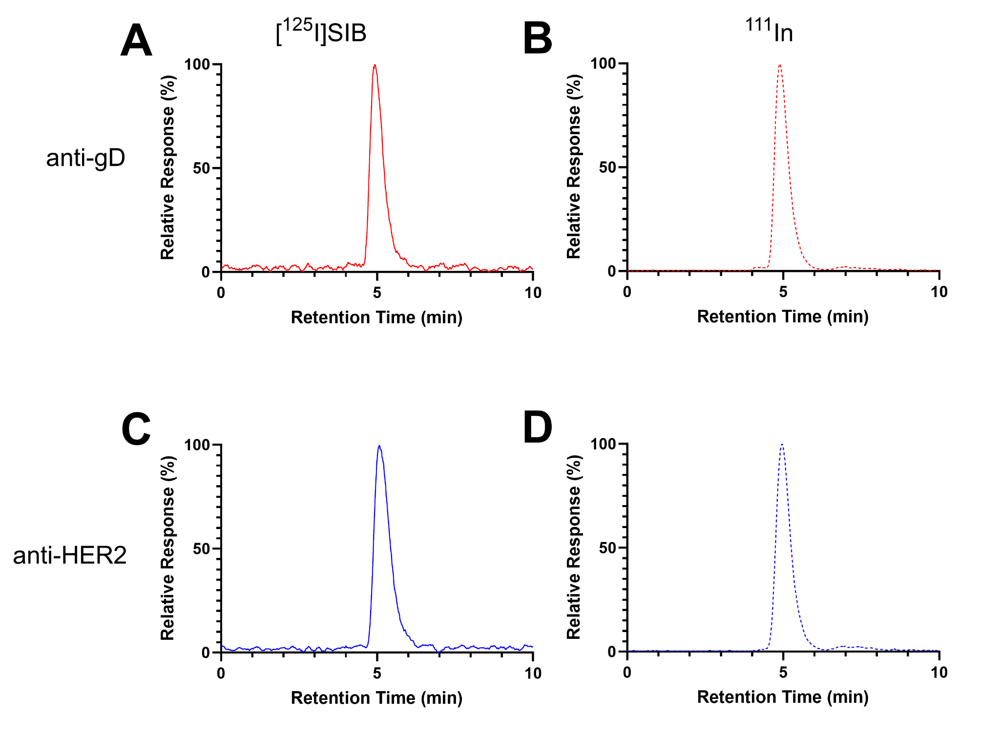 A
[¹²⁵I]SIB
B
¹¹¹In
anti-gD
Relative Response (%)
100
50
0
0 5 10
Retention Time (min)
Relative Response (%)
100
50
0
0 5 10
Retention Time (min)
C
D
anti-HER2
Relative Response (%)
100
50
0
0 5 10
Retention Time (min)
Relative Response (%)
100
50
0
0 5 10
Retention Time (min)